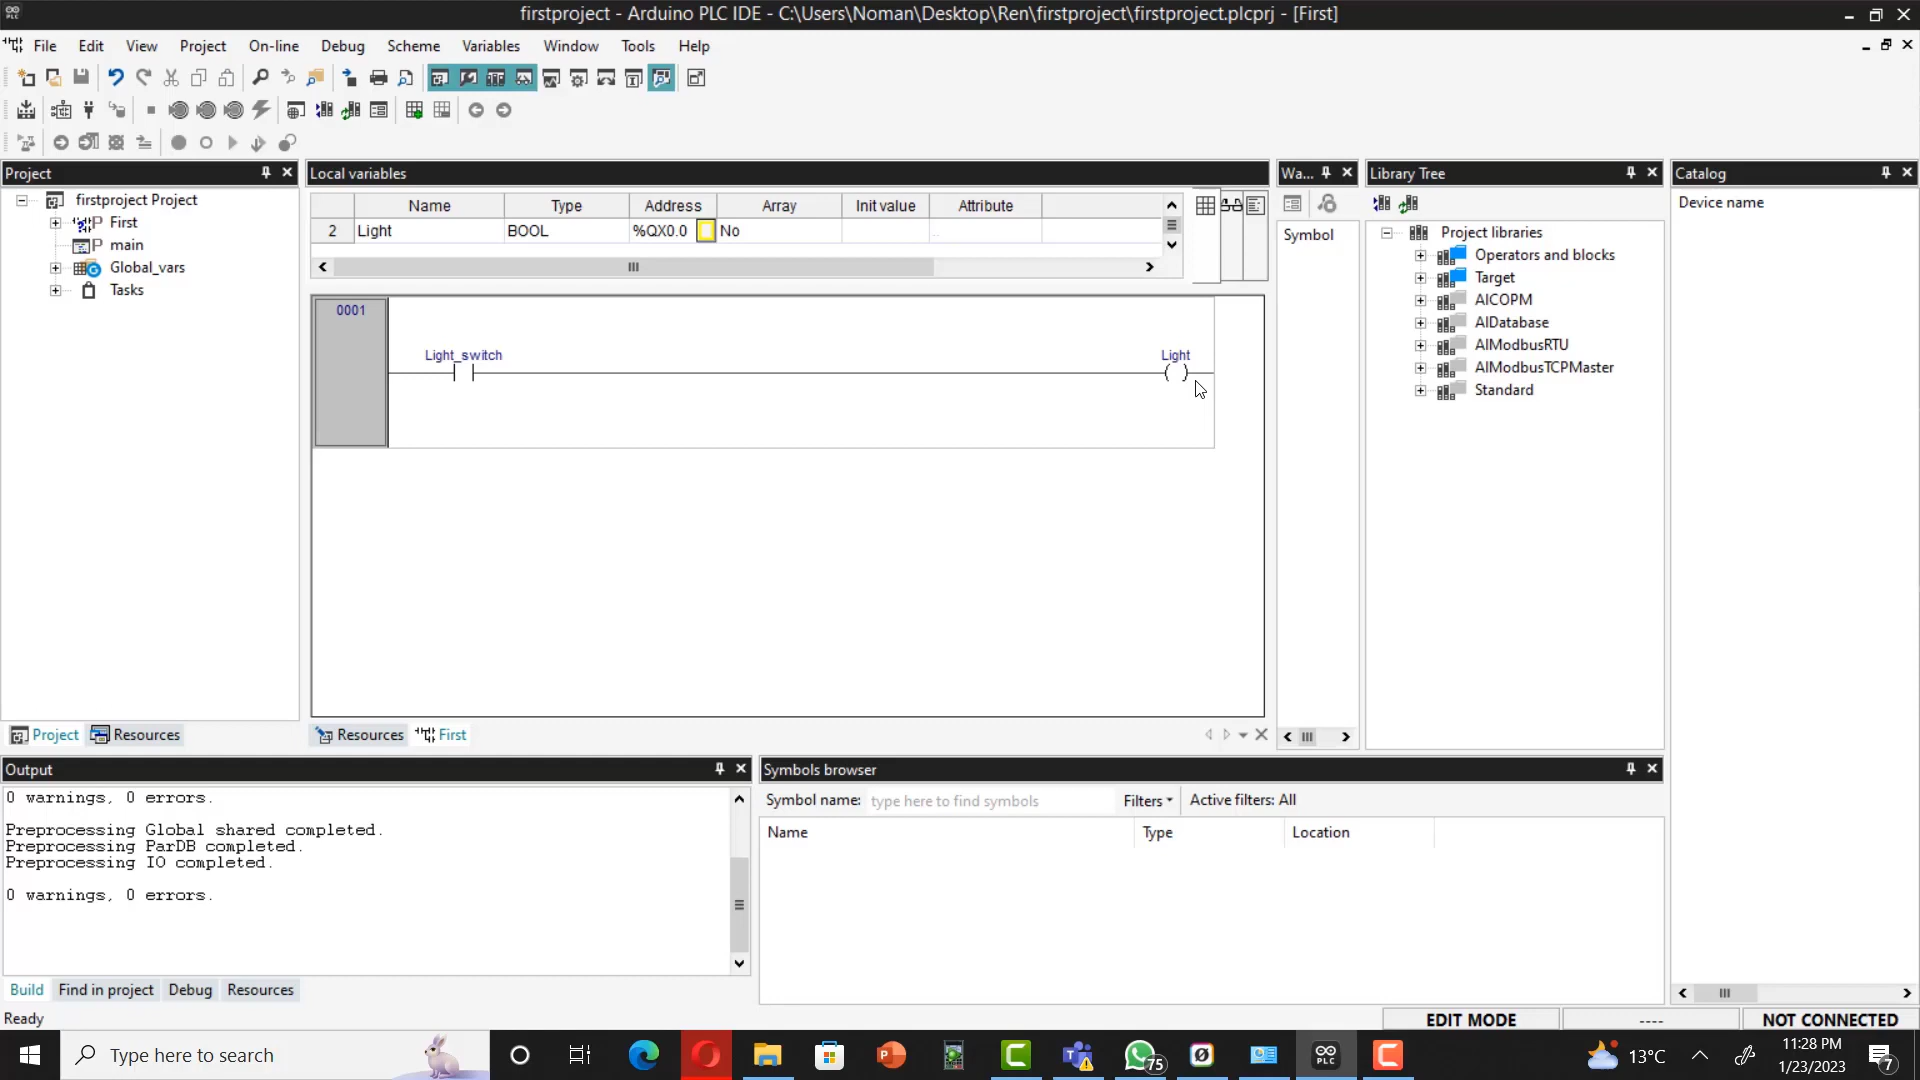 firstproject - Arduino PLC IDE - C:\Users\Noman\Desktop\Ren\firstproject\firstproject.plcprj - [First]
File Edit View Project On-line Debug Scheme Variables Window Tools Help
Project
firstproject Project
First
main
Global_vars
Tasks
Project Resources
Local variables
Name Type Address Array Init value Attribute
2 Light BOOL %QX0.0 No ..
0001
Light_switch Light
Resources First
Wa...
Symbol
Library Tree
Project libraries
Operators and blocks
Target
AICOPM
AIDatabase
AIModbusRTU
AIModbusTCPMaster
Standard
Catalog
Device name
Output
0 warnings, 0 errors.
Preprocessing Global shared completed.
Preprocessing ParDB completed.
Preprocessing IO completed.
0 warnings, 0 errors.
Build Find in project Debug Resources
Symbols browser
Symbol name: type here to find symbols Filters Active filters: All
Name Type Location
Ready
EDIT MODE ---- NOT CONNECTED
Type here to search
75
PLC
13°C
11:28 PM
1/23/2023
7